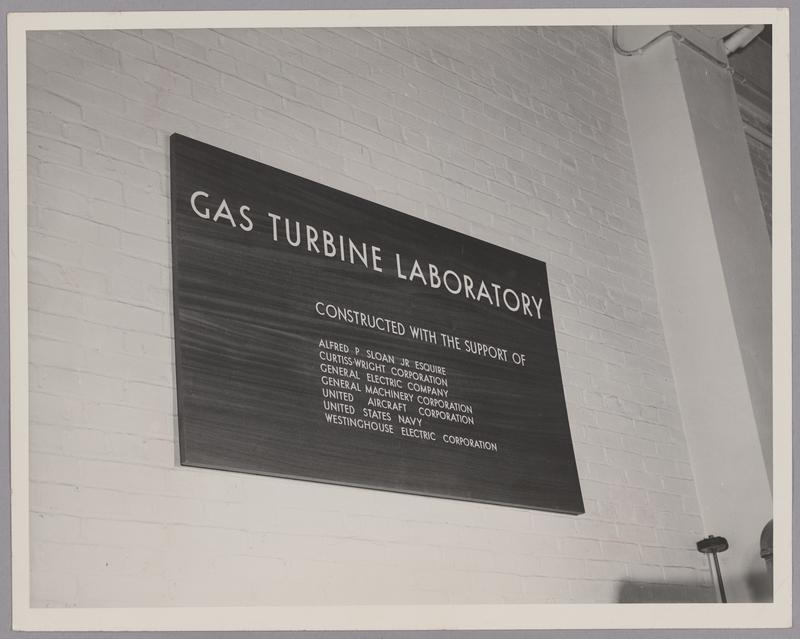 GAS TURBINE LABORATORY
CONSTRUCTED WITH THE SUPPORT OF
ALFRED P SLOAN JR ESQUIRE
CURTISS-WRIGHT CORPORATION
GENERAL ELECTRIC COMPANY
GENERAL MACHINERY CORPORATION
UNITED AIRCRAFT CORPORATION
UNITED STATES NAVY
WESTINGHOUSE ELECTRIC CORPORATION